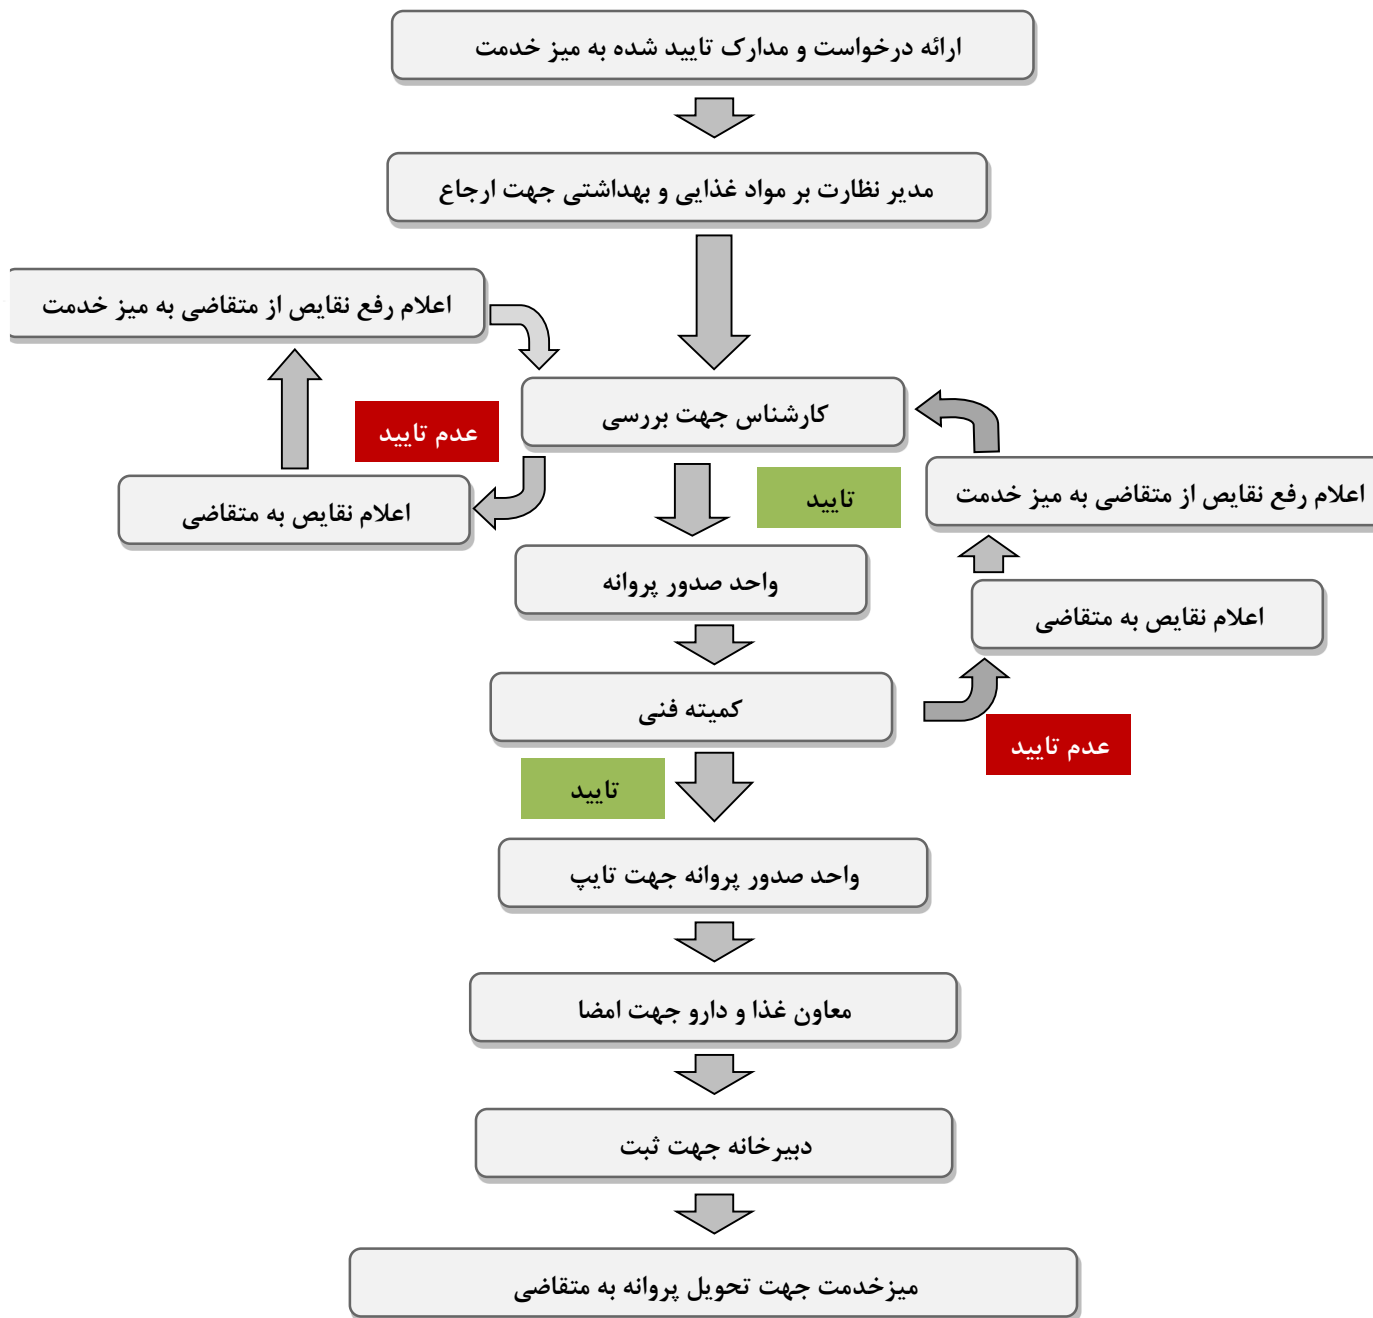 ارائه درخواست و مدارک تایید شده به میز خدمت
مدیر نظارت بر مواد غذایی و بهداشتی جهت ارجاع
اعلام رفع نقایص از متقاضی به میز خدمت
کارشناس جهت بررسی
عدم تایید
تایید
اعلام رفع نقایص از متقاضی به میز خدمت
اعلام نقایص به متقاضی
واحد صدور پروانه
اعلام نقایص به متقاضی
کمیته فنی
عدم تایید
تایید
واحد صدور پروانه جهت تایپ
معاون غذا و دارو جهت امضا
دبیرخانه جهت ثبت
میزخدمت جهت تحویل پروانه به متقاضی